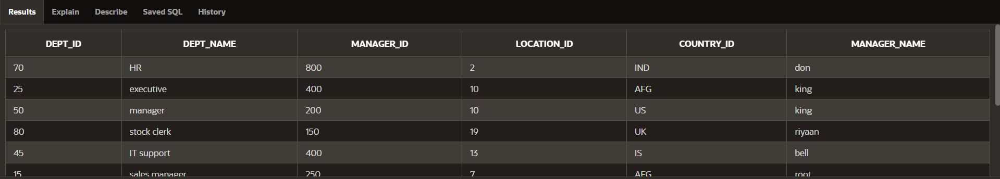 Results Explain Describe Saved SQL History
DEPT_ID DEPT_NAME MANAGER_ID LOCATION_ID COUNTRY_ID MANAGER_NAME
70 HR 800 2 IND don
25 executive 400 10 AFG king
50 manager 200 10 US king
80 stock clerk 150 19 UK riyaan
45 IT support 400 13 IS bell
15 sales manager 250 7 AFG root